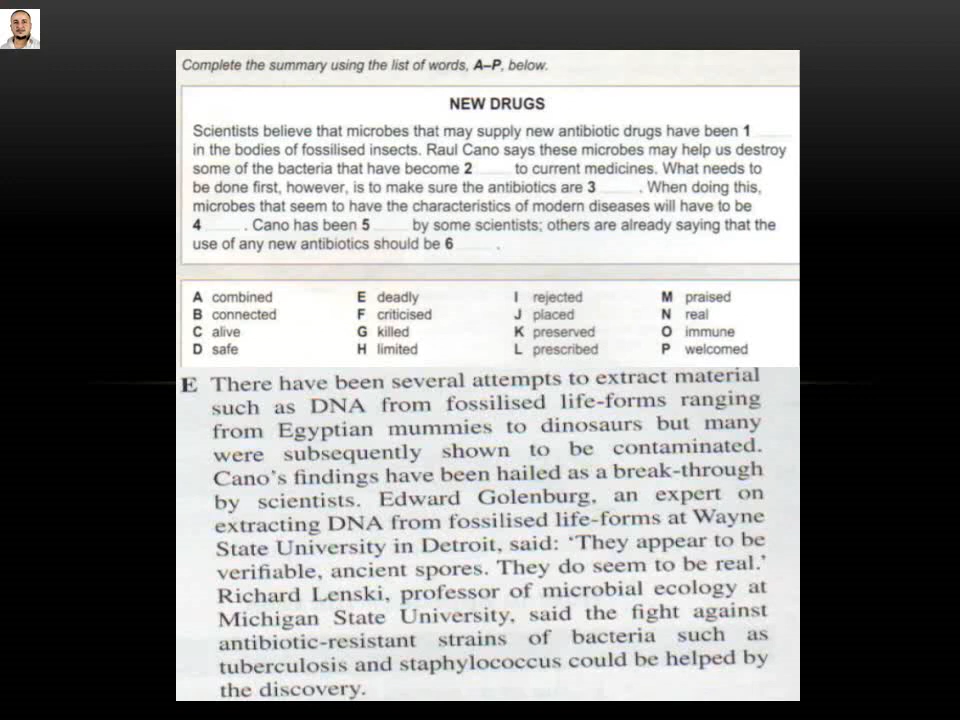 Complete the summary using the list of words, A–P, below.
NEW DRUGS
Scientists believe that microbes that may supply new antibiotic drugs have been 1
in the bodies of fossilised insects. Raul Cano says these microbes may help us destroy
some of the bacteria that have become 2 to current medicines. What needs to
be done first, however, is to make sure the antibiotics are 3 . When doing this,
microbes that seem to have the characteristics of modern diseases will have to be
4 . Cano has been 5 by some scientists; others are already saying that the
use of any new antibiotics should be 6 .
A combined E deadly I rejected M praised
B connected F criticised J placed N real
C alive G killed K preserved O immune
D safe H limited L prescribed P welcomed
E There have been several attempts to extract material
such as DNA from fossilised life-forms ranging
from Egyptian mummies to dinosaurs but many
were subsequently shown to be contaminated.
Cano's findings have been hailed as a break-through
by scientists. Edward Golenburg, an expert on
extracting DNA from fossilised life-forms at Wayne
State University in Detroit, said: 'They appear to be
verifiable, ancient spores. They do seem to be real.'
Richard Lenski, professor of microbial ecology at
Michigan State University, said the fight against
antibiotic-resistant strains of bacteria such as
tuberculosis and staphylococcus could be helped by
the discovery.